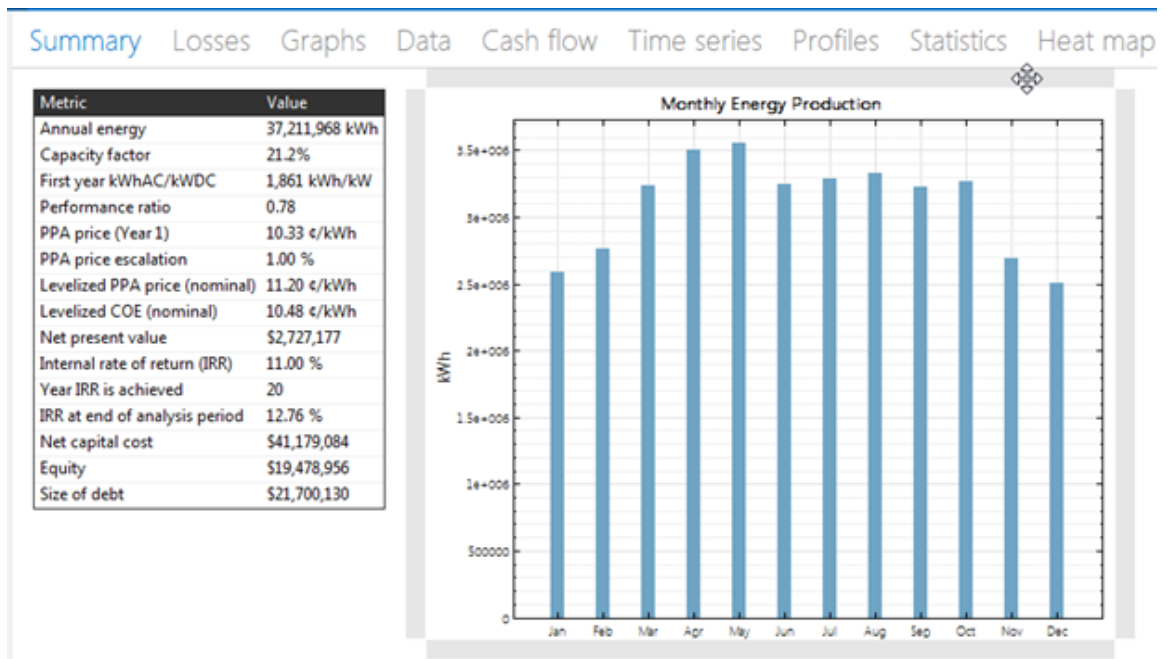 Summary Losses Graphs Data Cash flow Time series Profiles Statistics Heat map
Metric Value
Annual energy 37,211,968 kWh
Capacity factor 21.2%
First year kWhAC/kWDC 1,861 kWh/kW
Performance ratio 0.78
PPA price (Year 1) 10.33 ¢/kWh
PPA price escalation 1.00 %
Levelized PPA price (nominal) 11.20 ¢/kWh
Levelized COE (nominal) 10.48 ¢/kWh
Net present value $2,727,177
Internal rate of return (IRR) 11.00 %
Year IRR is achieved 20
IRR at end of analysis period 12.76 %
Net capital cost $41,179,084
Equity $19,478,956
Size of debt $21,700,130
Monthly Energy Production
kWh
3.5e+006
3e+006
2.5e+006
2e+006
1.5e+006
1e+006
500000
0
Jan Feb Mar Apr May Jun Jul Aug Sep Oct Nov Dec